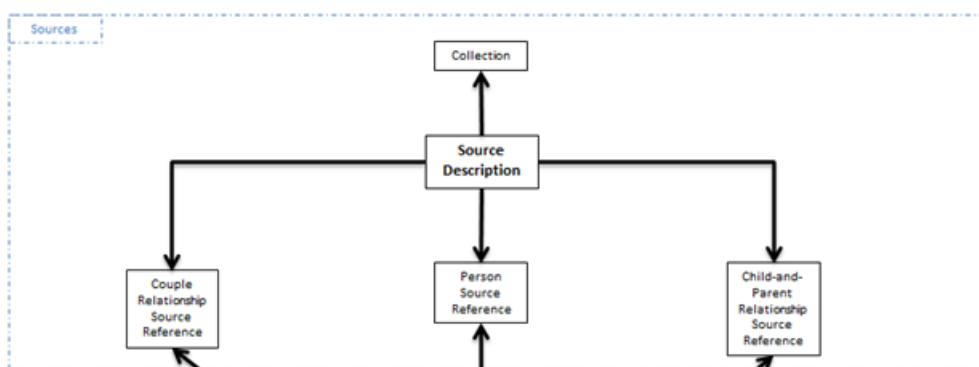 Sources
Collection
Source
Description
Couple
Relationship
Source
Reference
Person
Source
Reference
Child-and-
Parent
Relationship
Source
Reference